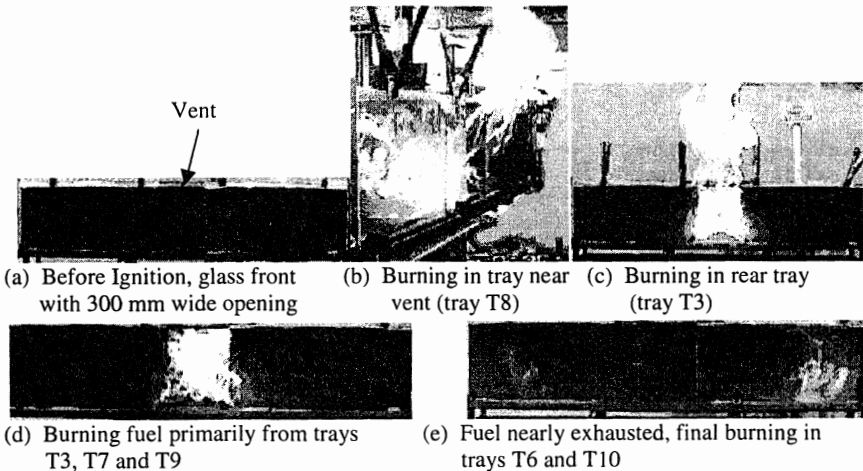 Vent
(a) Before Ignition, glass front
with 300 mm wide opening
(b) Burning in tray near
vent (tray T8)
(c) Burning in rear tray
(tray T3)
(d) Burning fuel primarily from trays
T3, T7 and T9
(e) Fuel nearly exhausted, final burning in
trays T6 and T10